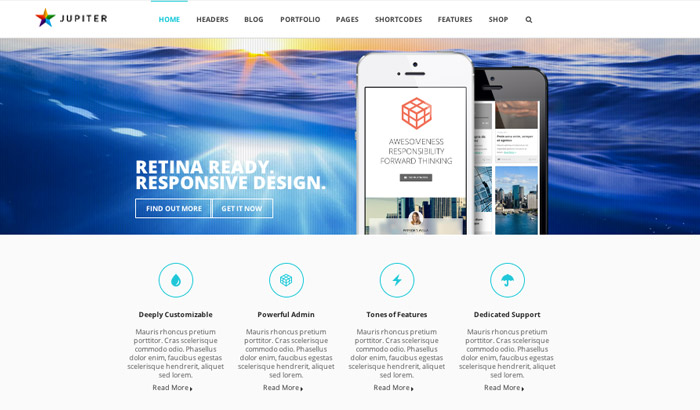 JUPITER
HOME HEADERS BLOG PORTFOLIO PAGES SHORTCODES FEATURES SHOP
AWESOMENESS
RESPONSIBILITY
FORWARD THINKING
RETINA READY.
RESPONSIVE DESIGN.
FIND OUT MORE GET IT NOW
Deeply Customizable
Mauris rhoncus pretium
porttitor. Cras scelerisque
commodo odio. Phasellus
dolor enim, faucibus egestas
scelerisque hendrerit, aliquet
sed lorem.
Read More
Powerful Admin
Mauris rhoncus pretium
porttitor. Cras scelerisque
commodo odio. Phasellus
dolor enim, faucibus egestas
scelerisque hendrerit, aliquet
sed lorem.
Read More
Tones of Features
Mauris rhoncus pretium
porttitor. Cras scelerisque
commodo odio. Phasellus
dolor enim, faucibus egestas
scelerisque hendrerit, aliquet
sed lorem.
Read More
Dedicated Support
Mauris rhoncus pretium
porttitor. Cras scelerisque
commodo odio. Phasellus
dolor enim, faucibus egestas
scelerisque hendrerit, aliquet
sed lorem.
Read More